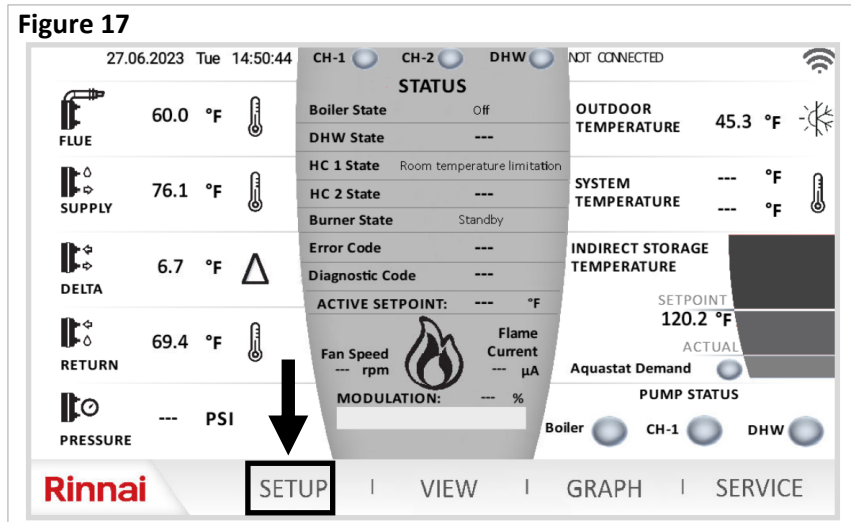 Figure 17
27.06.2023 Tue 14:50:44 CH-1 CH-2 DHW NOT CONNECTED
STATUS
FLUE 60.0 °F
Boiler State Off
DHW State ---
OUTDOOR TEMPERATURE 45.3 °F
SUPPLY 76.1 °F
HC 1 State Room temperature limitation
HC 2 State ---
Burner State Standby
SYSTEM TEMPERATURE --- °F
--- °F
DELTA 6.7 °F Δ
Error Code ---
Diagnostic Code ---
ACTIVE SETPOINT: --- °F
INDIRECT STORAGE
TEMPERATURE
SETPOINT
120.2 °F
ACTUAL
Aquastat Demand
RETURN 69.4 °F
Fan Speed
--- rpm
Flame
Current
--- µA
MODULATION: --- %
PRESSURE --- PSI
PUMP STATUS
Boiler CH-1 DHW
Rinnai SETUP | VIEW | GRAPH | SERVICE